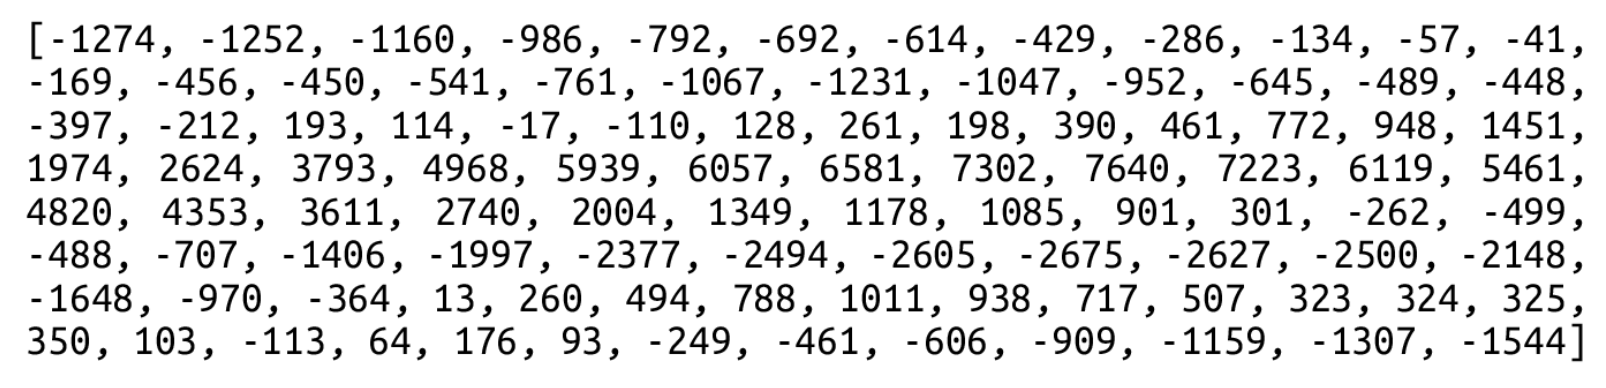 [-1274, -1252, -1160, -986, -792, -692, -614, -429, -286, -134, -57, -41,
-169, -456, -450, -541, -761, -1067, -1231, -1047, -952, -645, -489, -448,
-397, -212, 193, 114, -17, -110, 128, 261, 198, 390, 461, 772, 948, 1451,
1974, 2624, 3793, 4968, 5939, 6057, 6581, 7302, 7640, 7223, 6119, 5461,
4820, 4353, 3611, 2740, 2004, 1349, 1178, 1085, 901, 301, -262, -499,
-488, -707, -1406, -1997, -2377, -2494, -2605, -2675, -2627, -2500, -2148,
-1648, -970, -364, 13, 260, 494, 788, 1011, 938, 717, 507, 323, 324, 325,
350, 103, -113, 64, 176, 93, -249, -461, -606, -909, -1159, -1307, -1544]